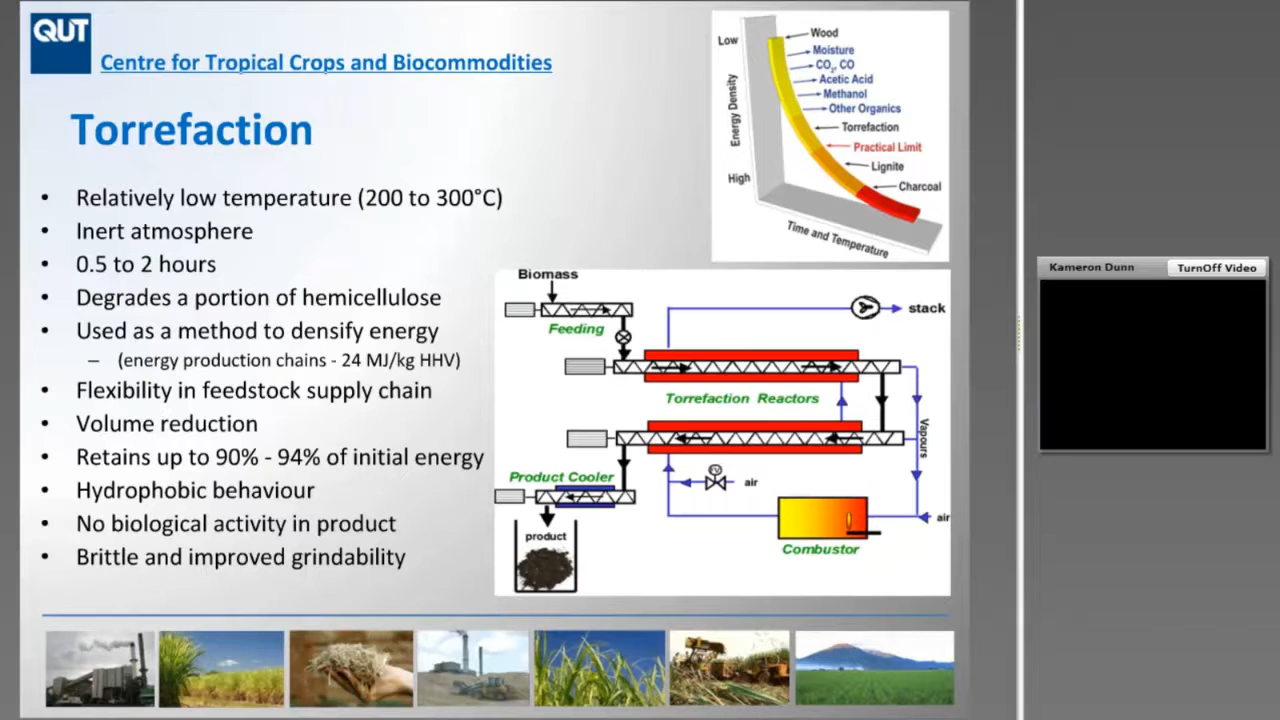 QUT
Centre for Tropical Crops and Biocommodities
Torrefaction
• Relatively low temperature (200 to 300°C)
• Inert atmosphere
• 0.5 to 2 hours
• Degrades a portion of hemicellulose
• Used as a method to densify energy
– (energy production chains - 24 MJ/kg HHV)
• Flexibility in feedstock supply chain
• Volume reduction
• Retains up to 90% - 94% of initial energy
• Hydrophobic behaviour
• No biological activity in product
• Brittle and improved grindability
Low
Energy Density
High
Wood
Moisture
CO2, CO
Acetic Acid
Methanol
Other Organics
Torrefaction
Practical Limit
Lignite
Charcoal
Time and Temperature
Biomass
Feeding
stack
Torrefaction Reactors
Vapours
Product Cooler
air
air
product
Combustor
Kameron Dunn
TurnOff Video